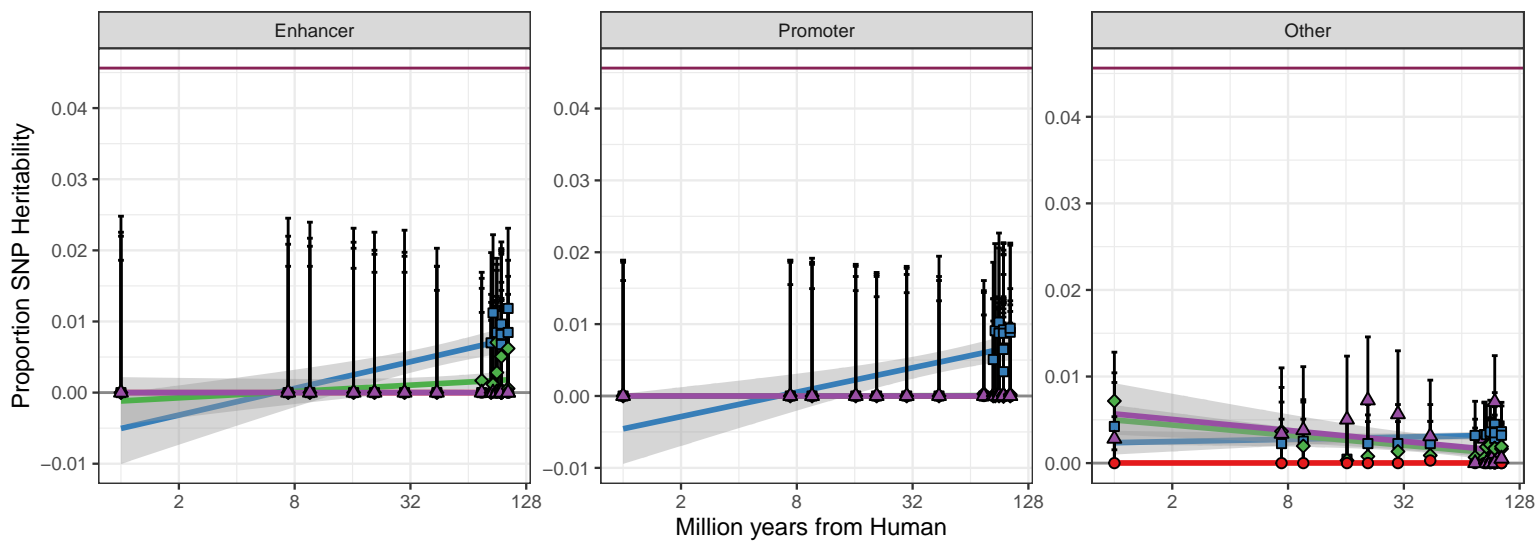 Enhancer
Promoter
Other
Proportion SNP Heritability
0.04
0.03
0.02
0.01
0.00
−0.01
0.04
0.03
0.02
0.01
0.00
−0.01
0.04
0.03
0.02
0.01
0.00
2 8 32 128
2 8 32 128
2 8 32 128
Million years from Human